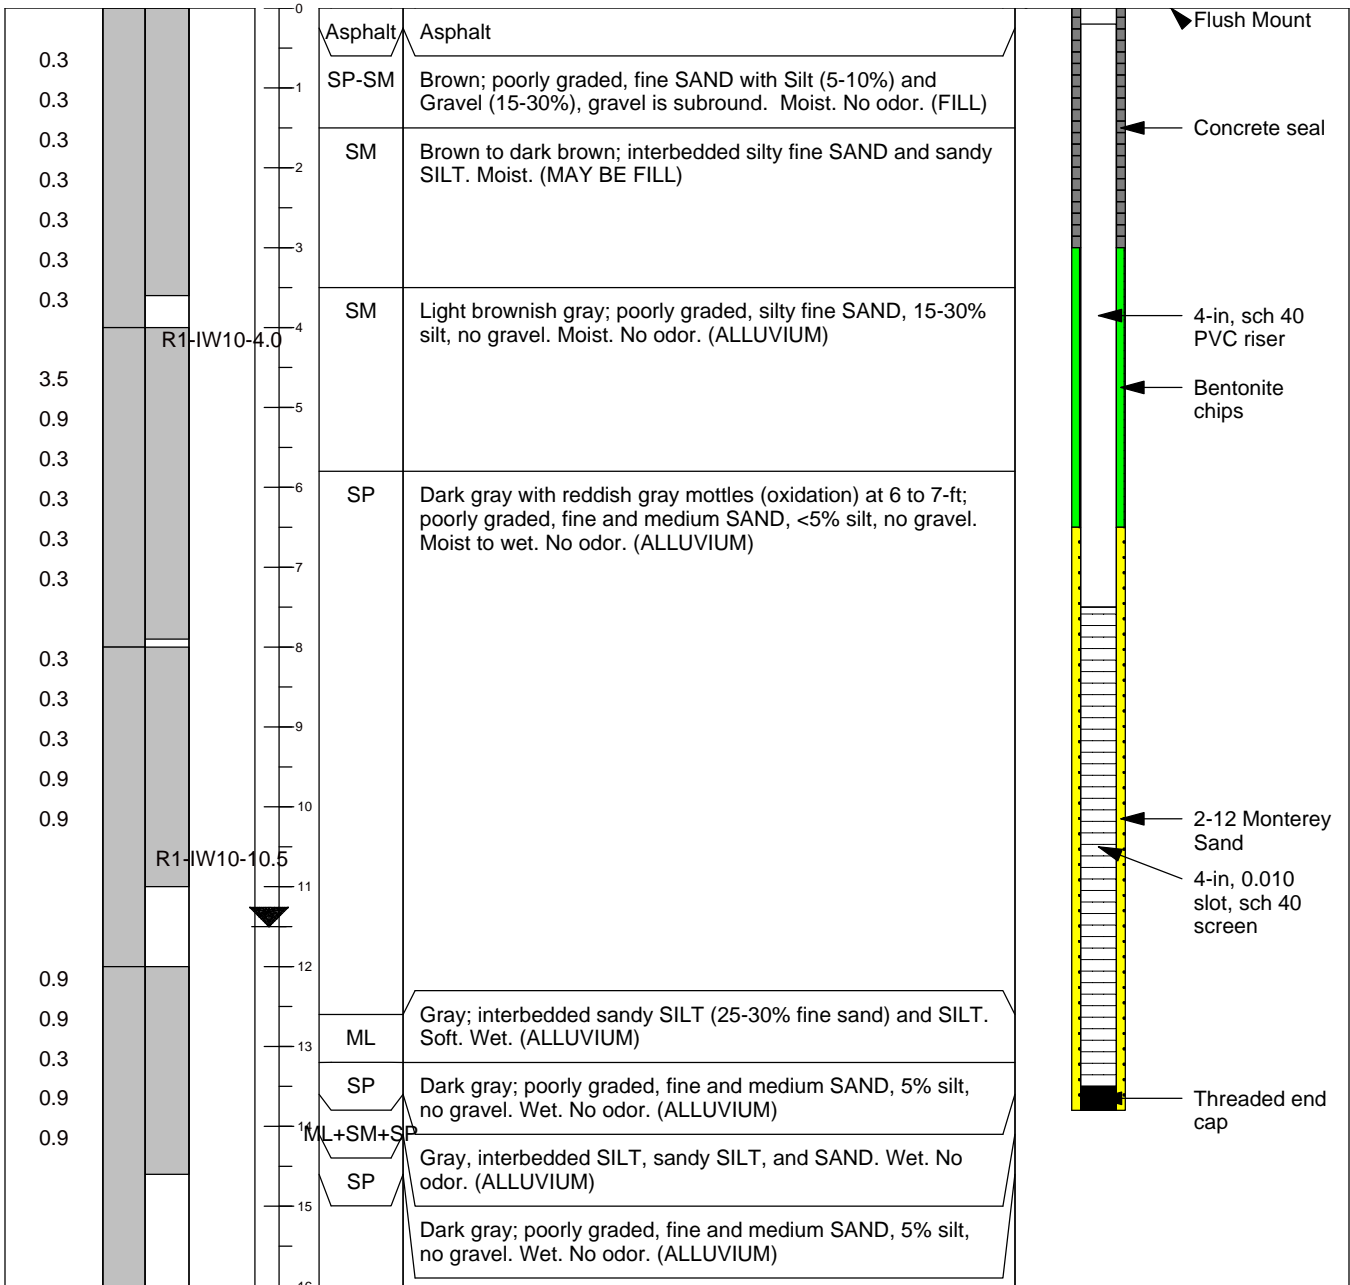 0
Asphalt
Asphalt
Flush Mount
0.3
SP-SM
Brown; poorly graded, fine SAND with Silt (5-10%) and
Gravel (15-30%), gravel is subround.  Moist. No odor. (FILL)
1
0.3
Concrete seal
0.3
SM
Brown to dark brown; interbedded silty fine SAND and sandy
SILT. Moist. (MAY BE FILL)
2
0.3
0.3
3
0.3
0.3
SM
Light brownish gray; poorly graded, silty fine SAND, 15-30%
silt, no gravel. Moist. No odor. (ALLUVIUM)
4-in, sch 40
PVC riser
4
R1-IW10-4.0
3.5
Bentonite
chips
5
0.9
0.3
6
SP
Dark gray with reddish gray mottles (oxidation) at 6 to 7-ft;
poorly graded, fine and medium SAND, <5% silt, no gravel.
Moist to wet. No odor. (ALLUVIUM)
0.3
0.3
7
0.3
8
0.3
0.3
9
0.3
0.9
10
0.9
2-12 Monterey
Sand
R1-IW10-10.5
4-in, 0.010
slot, sch 40
screen
11
12
0.9
0.9
ML
Gray; interbedded sandy SILT (25-30% fine sand) and SILT.
Soft. Wet. (ALLUVIUM)
13
0.3
SP
Dark gray; poorly graded, fine and medium SAND, 5% silt,
no gravel. Wet. No odor. (ALLUVIUM)
0.9
Threaded end
cap
14
0.9
ML+SM+SP
Gray, interbedded SILT, sandy SILT, and SAND. Wet. No
odor. (ALLUVIUM)
SP
15
Dark gray; poorly graded, fine and medium SAND, 5% silt,
no gravel. Wet. No odor. (ALLUVIUM)